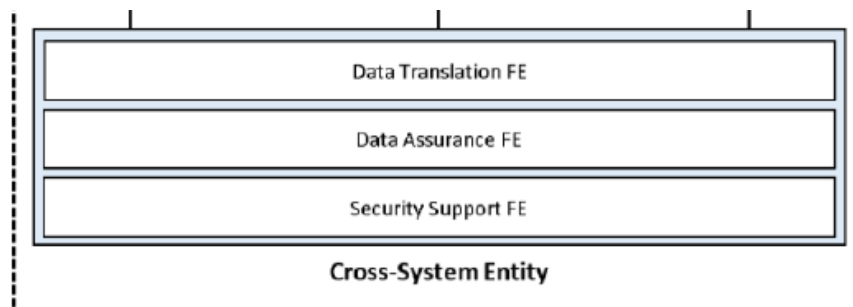 Data Translation FE
Data Assurance FE
Security Support FE
Cross-System Entity